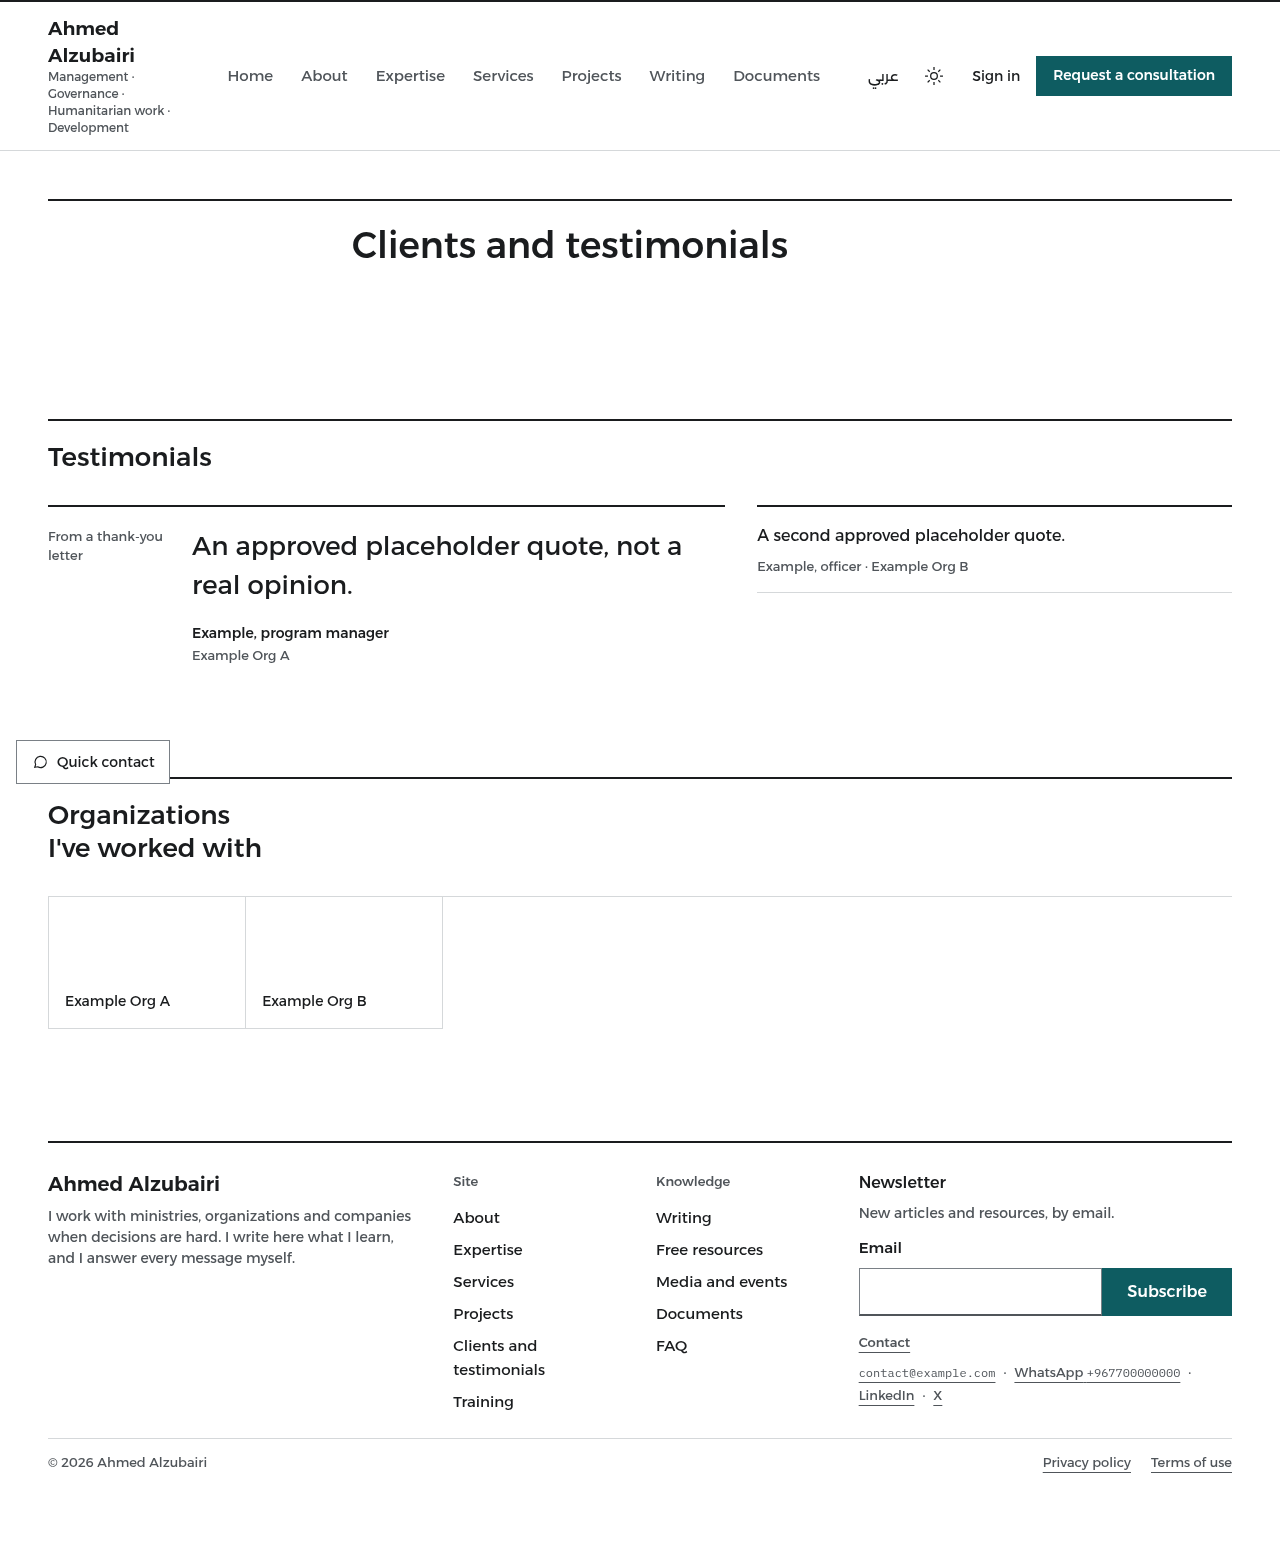 Ahmed
Alzubairi
Management ·
Governance ·
Humanitarian work ·
Development
Home
About
Expertise
Services
Projects
Writing
Documents
عربي
Sign in
Request a consultation
Clients and testimonials
Testimonials
From a thank-you
letter
An approved placeholder quote, not a
real opinion.
Example, program manager
Example Org A
A second approved placeholder quote.
Example, officer · Example Org B
Quick contact
Organizations
I've worked with
Example Org A
Example Org B
Ahmed Alzubairi
I work with ministries, organizations and companies
when decisions are hard. I write here what I learn,
and I answer every message myself.
Site
About
Expertise
Services
Projects
Clients and
testimonials
Training
Knowledge
Writing
Free resources
Media and events
Documents
FAQ
Newsletter
New articles and resources, by email.
Email
Subscribe
Contact
contact@example.com · WhatsApp +967700000000 ·
LinkedIn · X
© 2026 Ahmed Alzubairi
Privacy policy
Terms of use